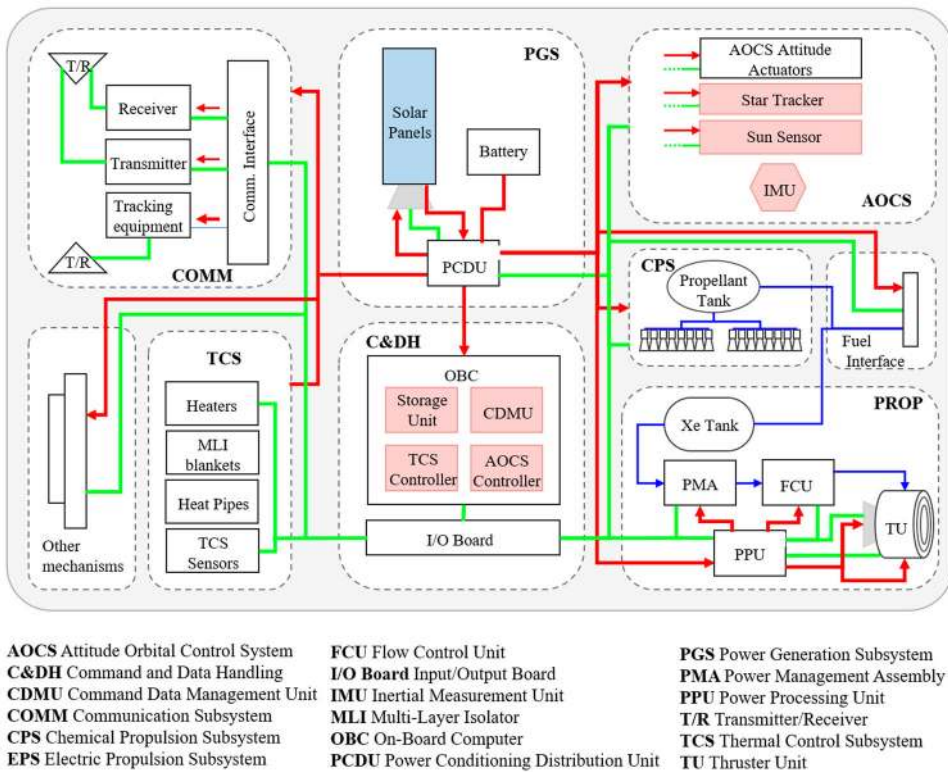 T/R
Receiver
Transmitter
Tracking
equipment
T/R
Comm. Interface
COMM
PGS
Solar
Panels
Battery
PCDU
AOCS Attitude
Actuators
Star Tracker
Sun Sensor
IMU
AOCS
CPS
Propellant
Tank
Fuel
Interface
Other
mechanisms
TCS
Heaters
MLI
blankets
Heat Pipes
TCS
Sensors
C&DH
OBC
Storage
Unit
CDMU
TCS
Controller
AOCS
Controller
I/O Board
PROP
Xe Tank
PMA
FCU
TU
PPU
AOCS Attitude Orbital Control System
C&DH Command and Data Handling
CDMU Command Data Management Unit
COMM Communication Subsystem
CPS Chemical Propulsion Subsystem
EPS Electric Propulsion Subsystem
FCU Flow Control Unit
I/O Board Input/Output Board
IMU Inertial Measurement Unit
MLI Multi-Layer Isolator
OBC On-Board Computer
PCDU Power Conditioning Distribution Unit
PGS Power Generation Subsystem
PMA Power Management Assembly
PPU Power Processing Unit
T/R Transmitter/Receiver
TCS Thermal Control Subsystem
TU Thruster Unit